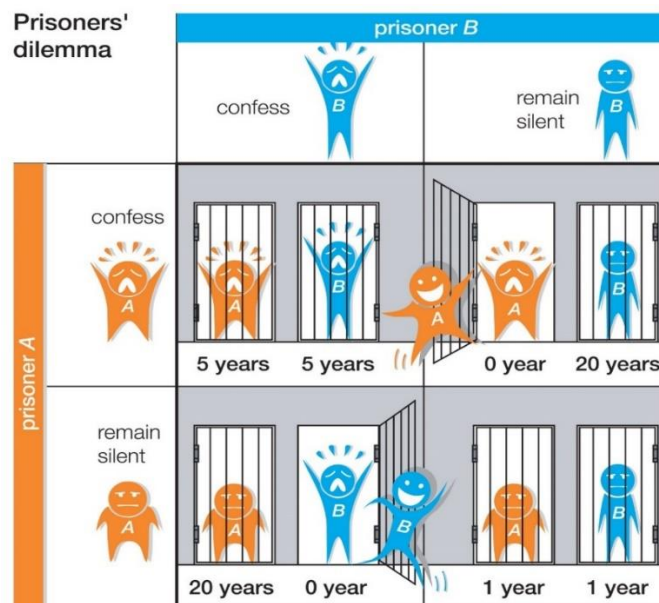 Prisoners'
dilemma
prisoner B
confess
B
remain
silent
B
prisoner A
confess
A
A
B
A
A
B
5 years
5 years
0 year
20 years
remain
silent
A
A
B
B
A
B
20 years
0 year
1 year
1 year